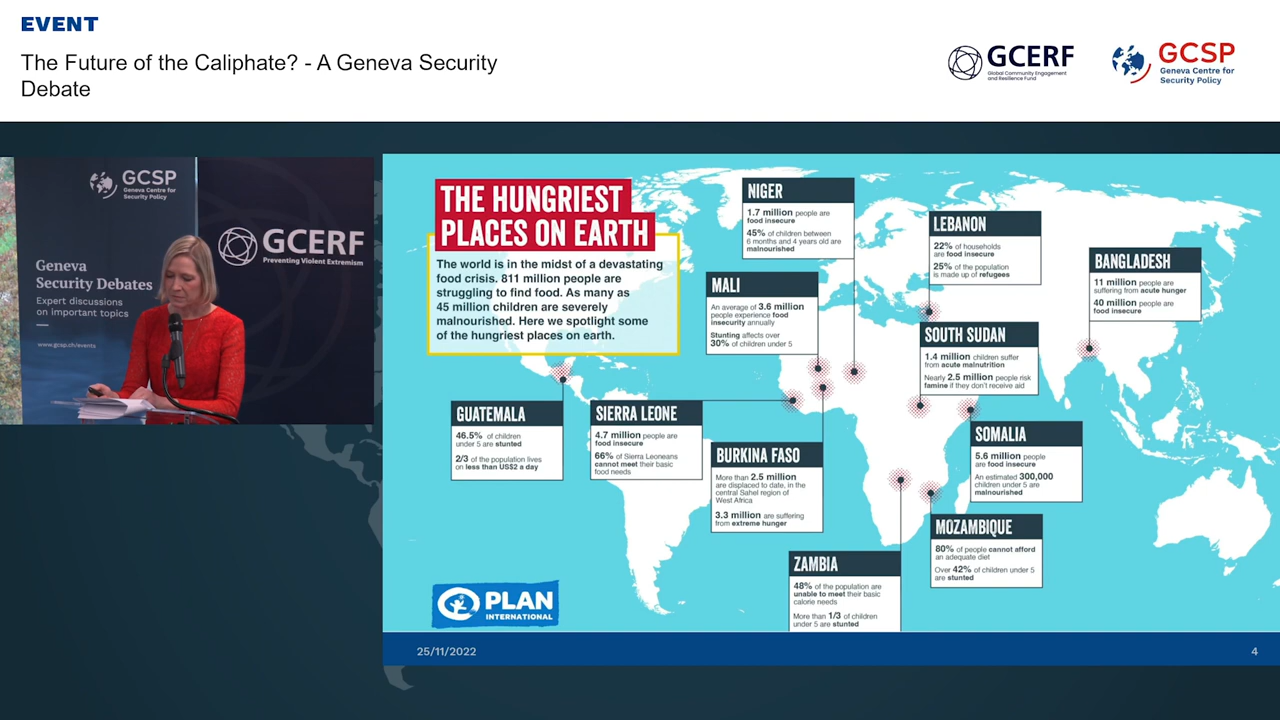 EVENT
The Future of the Caliphate? - A Geneva Security
Debate
GCERF
Global Community Engagement
and Resilience Fund
GCSP
Geneva Centre for
Security Policy
GCSP
Geneva Centre for
Security Policy
GCERF
Preventing Violent Extremism
Geneva
Security Debates
Expert discussions
on important topics
www.gcsp.ch/events
THE HUNGRIEST
PLACES ON EARTH
The world is in the midst of a devastating
food crisis. 811 million people are
struggling to find food. As many as
45 million children are severely
malnourished. Here we spotlight some
of the hungriest places on earth.
NIGER
1.7 million people are
food insecure
45% of children between
6 months and 4 years old are
malnourished
LEBANON
22% of households
are food insecure
25% of the population
is made up of refugees
BANGLADESH
11 million people are
suffering from acute hunger
40 million people are
food insecure
MALI
An average of 3.6 million
people experience food
insecurity annually
Stunting affects over
30% of children under 5
SOUTH SUDAN
1.4 million children suffer
from acute malnutrition
Nearly 2.5 million people risk
famine if they don't receive aid
GUATEMALA
46.5% of children
under 5 are stunted
2/3 of the population lives
on less than US$2 a day
SIERRA LEONE
4.7 million people are
food insecure
66% of Sierra Leoneans
cannot meet their basic
food needs
BURKINA FASO
More than 2.5 million
are displaced to date, in the
central Sahel region of
West Africa
3.3 million are suffering
from extreme hunger
SOMALIA
5.6 million people
are food insecure
An estimated 300,000
children under 5 are
malnourished
MOZAMBIQUE
80% of people cannot afford
an adequate diet
Over 42% of children under 5
are stunted
ZAMBIA
48% of the population are
unable to meet their basic
calorie needs
More than 1/3 of children
under 5 are stunted
PLAN
INTERNATIONAL
25/11/2022
4